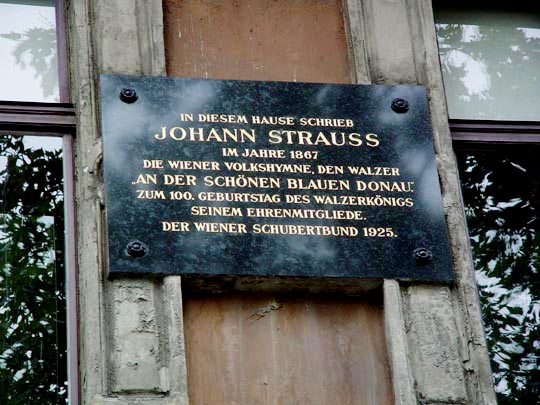 IN DIESEM HAUSE SCHRIEB
JOHANN STRAUSS
IM JAHRE 1867
DIE WIENER VOLKSHYMNE, DEN WALZER
„AN DER SCHÖNEN BLAUEN DONAU“.
ZUM 100. GEBURTSTAG DES WALZERKÖNIGS
SEINEM EHRENMITGLIEDE.
DER WIENER SCHUBERTBUND 1925.